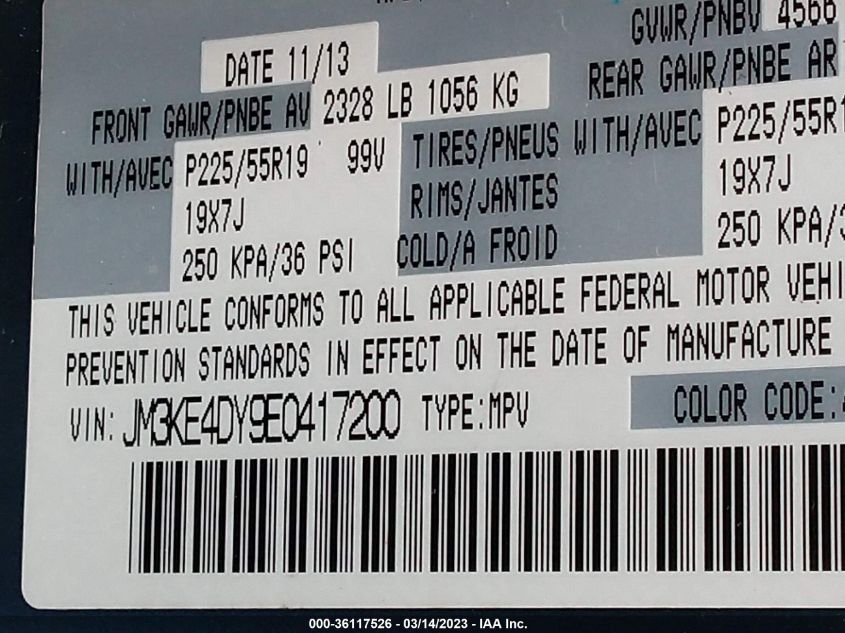 GVWR/PNBV 4566
DATE 11/13
REAR GAWR/PNBE AR
FRONT GAWR/PNBE AV 2328 LB 1056 KG
WITH/AVEC P225/55R19 99V TIRES/PNEUS WITH/AVEC P225/55R1
19X7J RIMS/JANTES 19X7J
250 KPA/36 PSI COLD/A FROID 250 KPA/3
THIS VEHICLE CONFORMS TO ALL APPLICABLE FEDERAL MOTOR VEHI
PREVENTION STANDARDS IN EFFECT ON THE DATE OF MANUFACTURE
VIN: JM3KE4DY9E0417200 TYPE:MPV COLOR CODE:
000-36117526 - 03/14/2023 - IAA Inc.